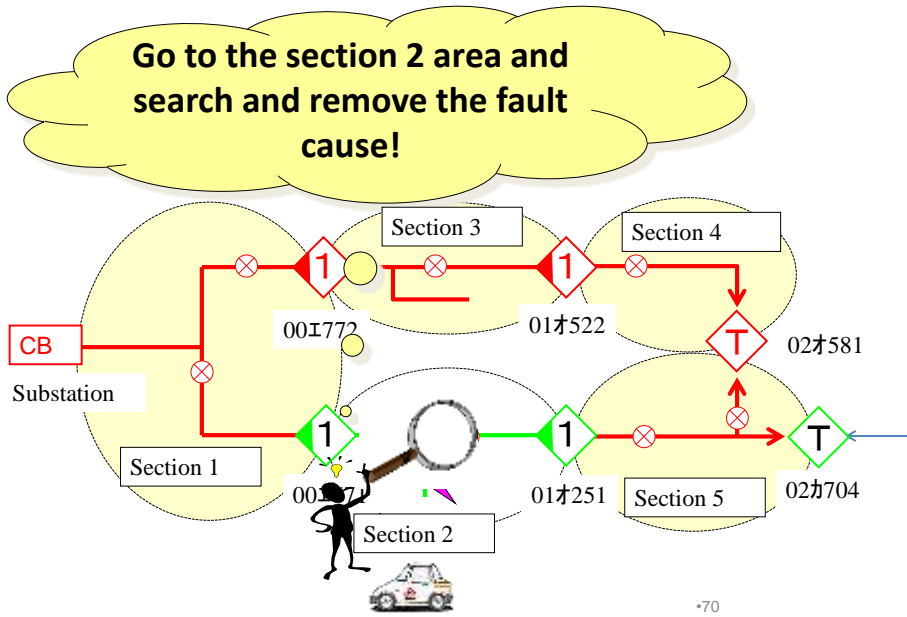 Go to the section 2 area and
search and remove the fault
cause!
Section 3
Section 4
1
1
00ｴ772
01ｵ522
CB
T
02ｵ581
Substation
1
1
T
Section 1
01ｵ251
Section 5
02ｶ704
Section 2
•70